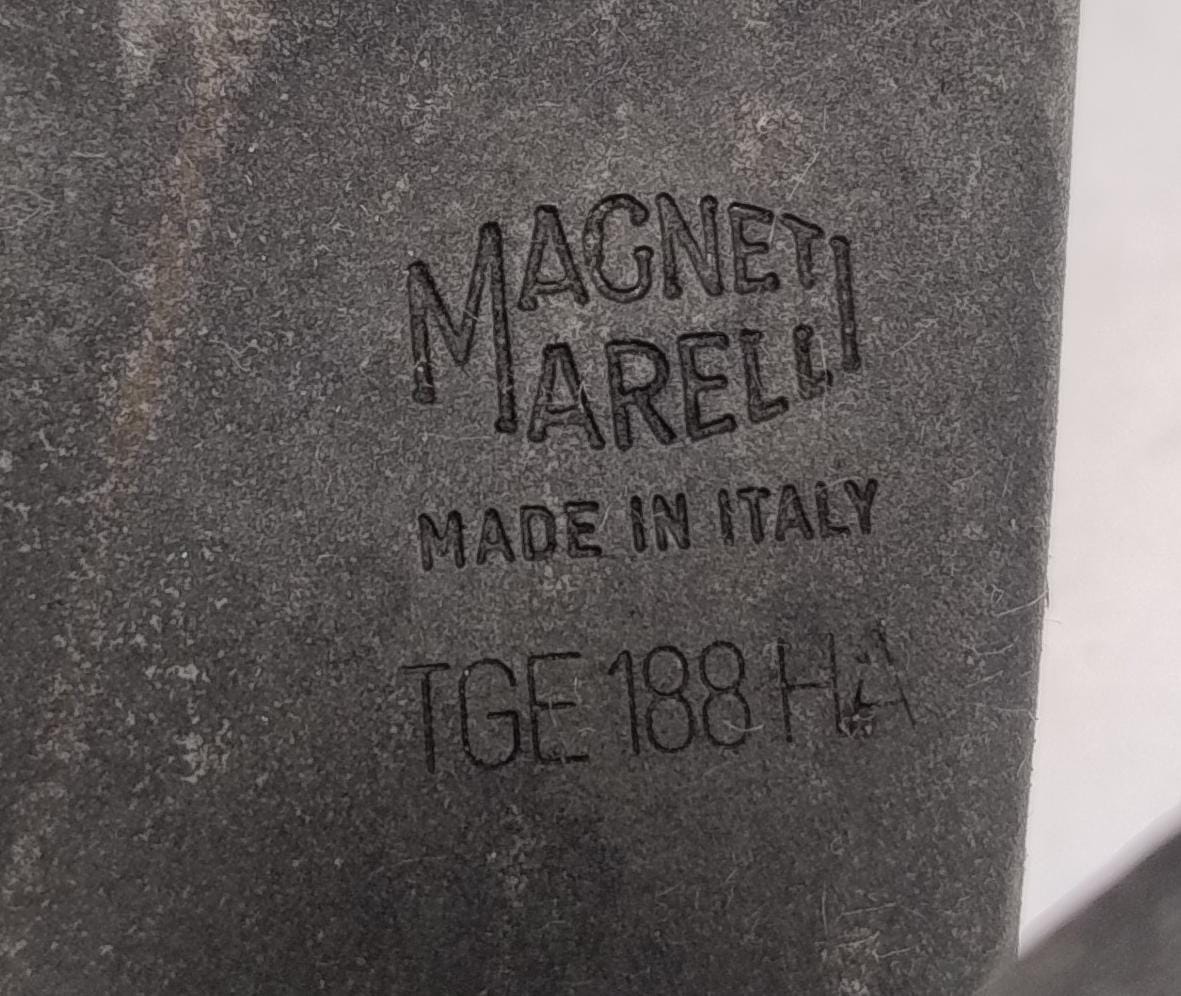 MAGNETI
MARELLI
MADE IN ITALY
TGE 188 HA